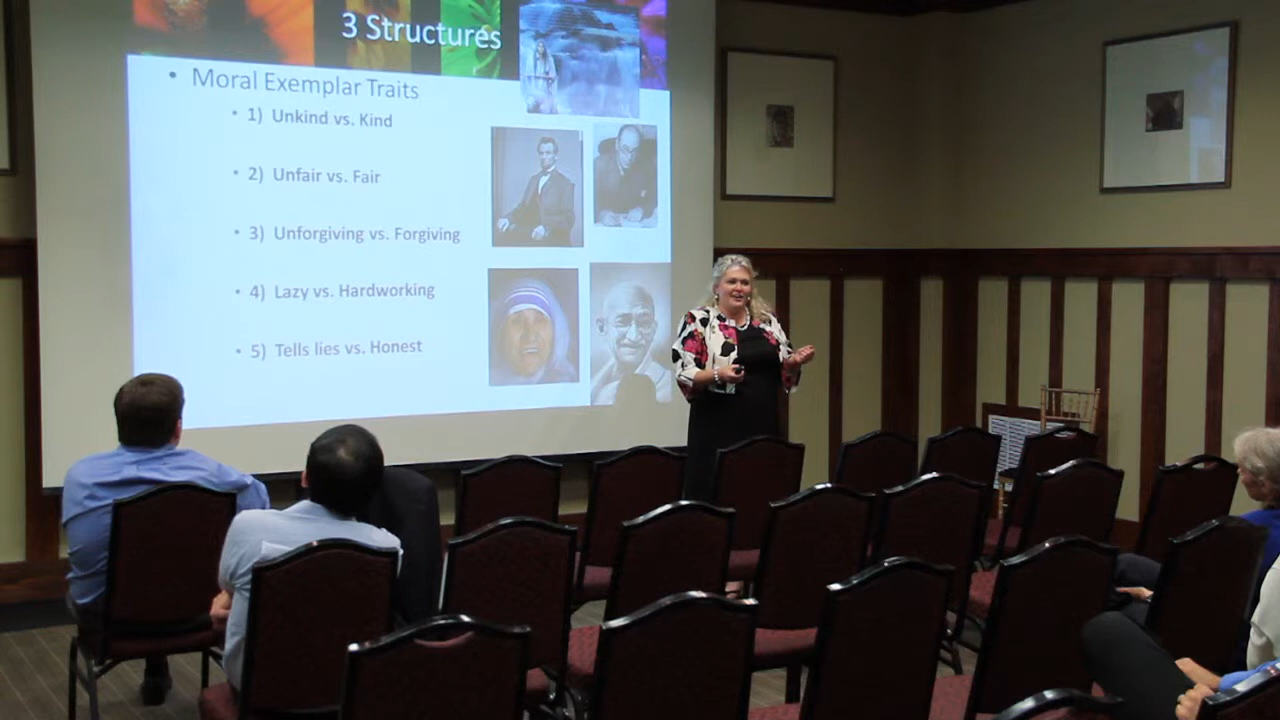 3 Structures
• Moral Exemplar Traits
• 1) Unkind vs. Kind
• 2) Unfair vs. Fair
• 3) Unforgiving vs. Forgiving
• 4) Lazy vs. Hardworking
• 5) Tells lies vs. Honest